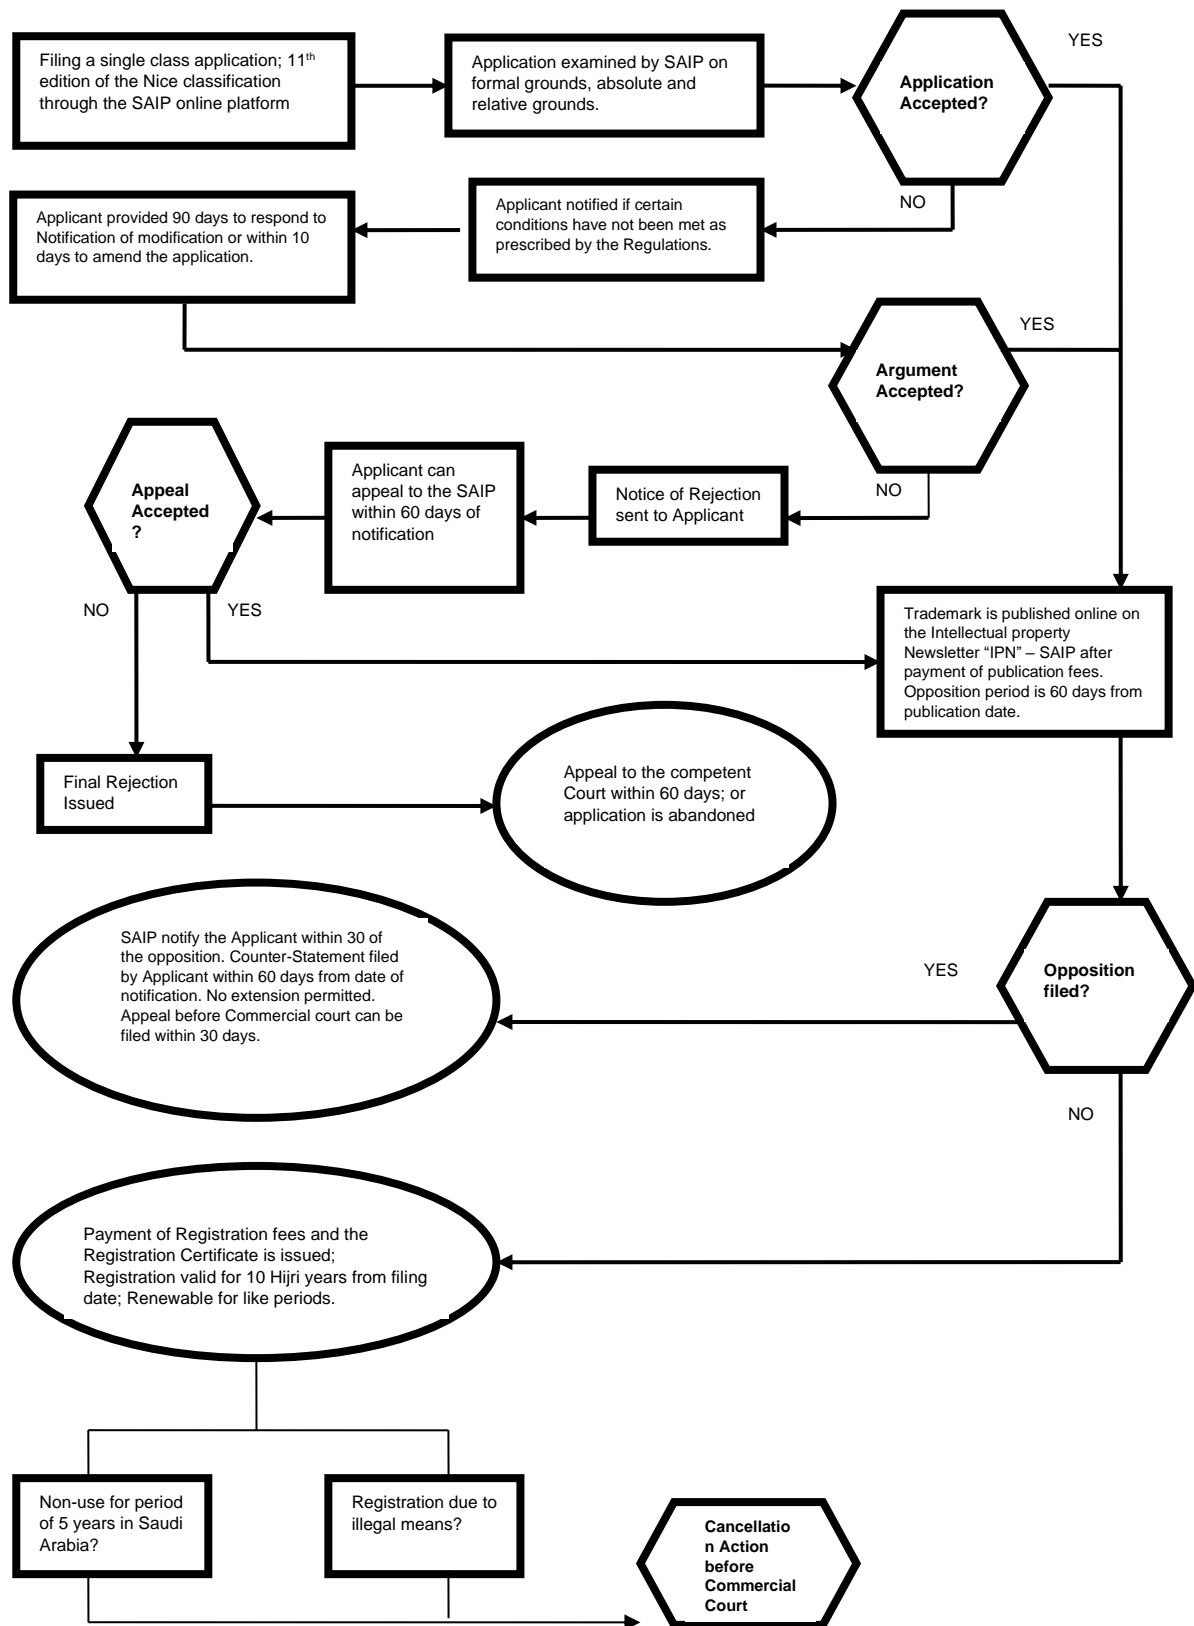 Filing a single class application; 11th
edition of the Nice classification
through the SAIP online platform
Application examined by SAIP on
formal grounds, absolute and
relative grounds.
Application
Accepted?
YES
NO
Applicant notified if certain
conditions have not been met as
prescribed by the Regulations.
Applicant provided 90 days to respond to
Notification of modification or within 10
days to amend the application.
Argument
Accepted?
YES
NO
Notice of Rejection
sent to Applicant
Applicant can
appeal to the SAIP
within 60 days of
notification
Appeal
Accepted
?
NO
YES
Trademark is published online on
the Intellectual property
Newsletter “IPN” – SAIP after
payment of publication fees.
Opposition period is 60 days from
publication date.
Final Rejection
Issued
Appeal to the competent
Court within 60 days; or
application is abandoned
Opposition
filed?
YES
NO
SAIP notify the Applicant within 30 of
the opposition. Counter-Statement filed
by Applicant within 60 days from date of
notification. No extension permitted.
Appeal before Commercial court can be
filed within 30 days.
Payment of Registration fees and the
Registration Certificate is issued;
Registration valid for 10 Hijri years from filing
date; Renewable for like periods.
Non-use for period
of 5 years in Saudi
Arabia?
Registration due to
illegal means?
Cancellatio
n Action
before
Commercial
Court